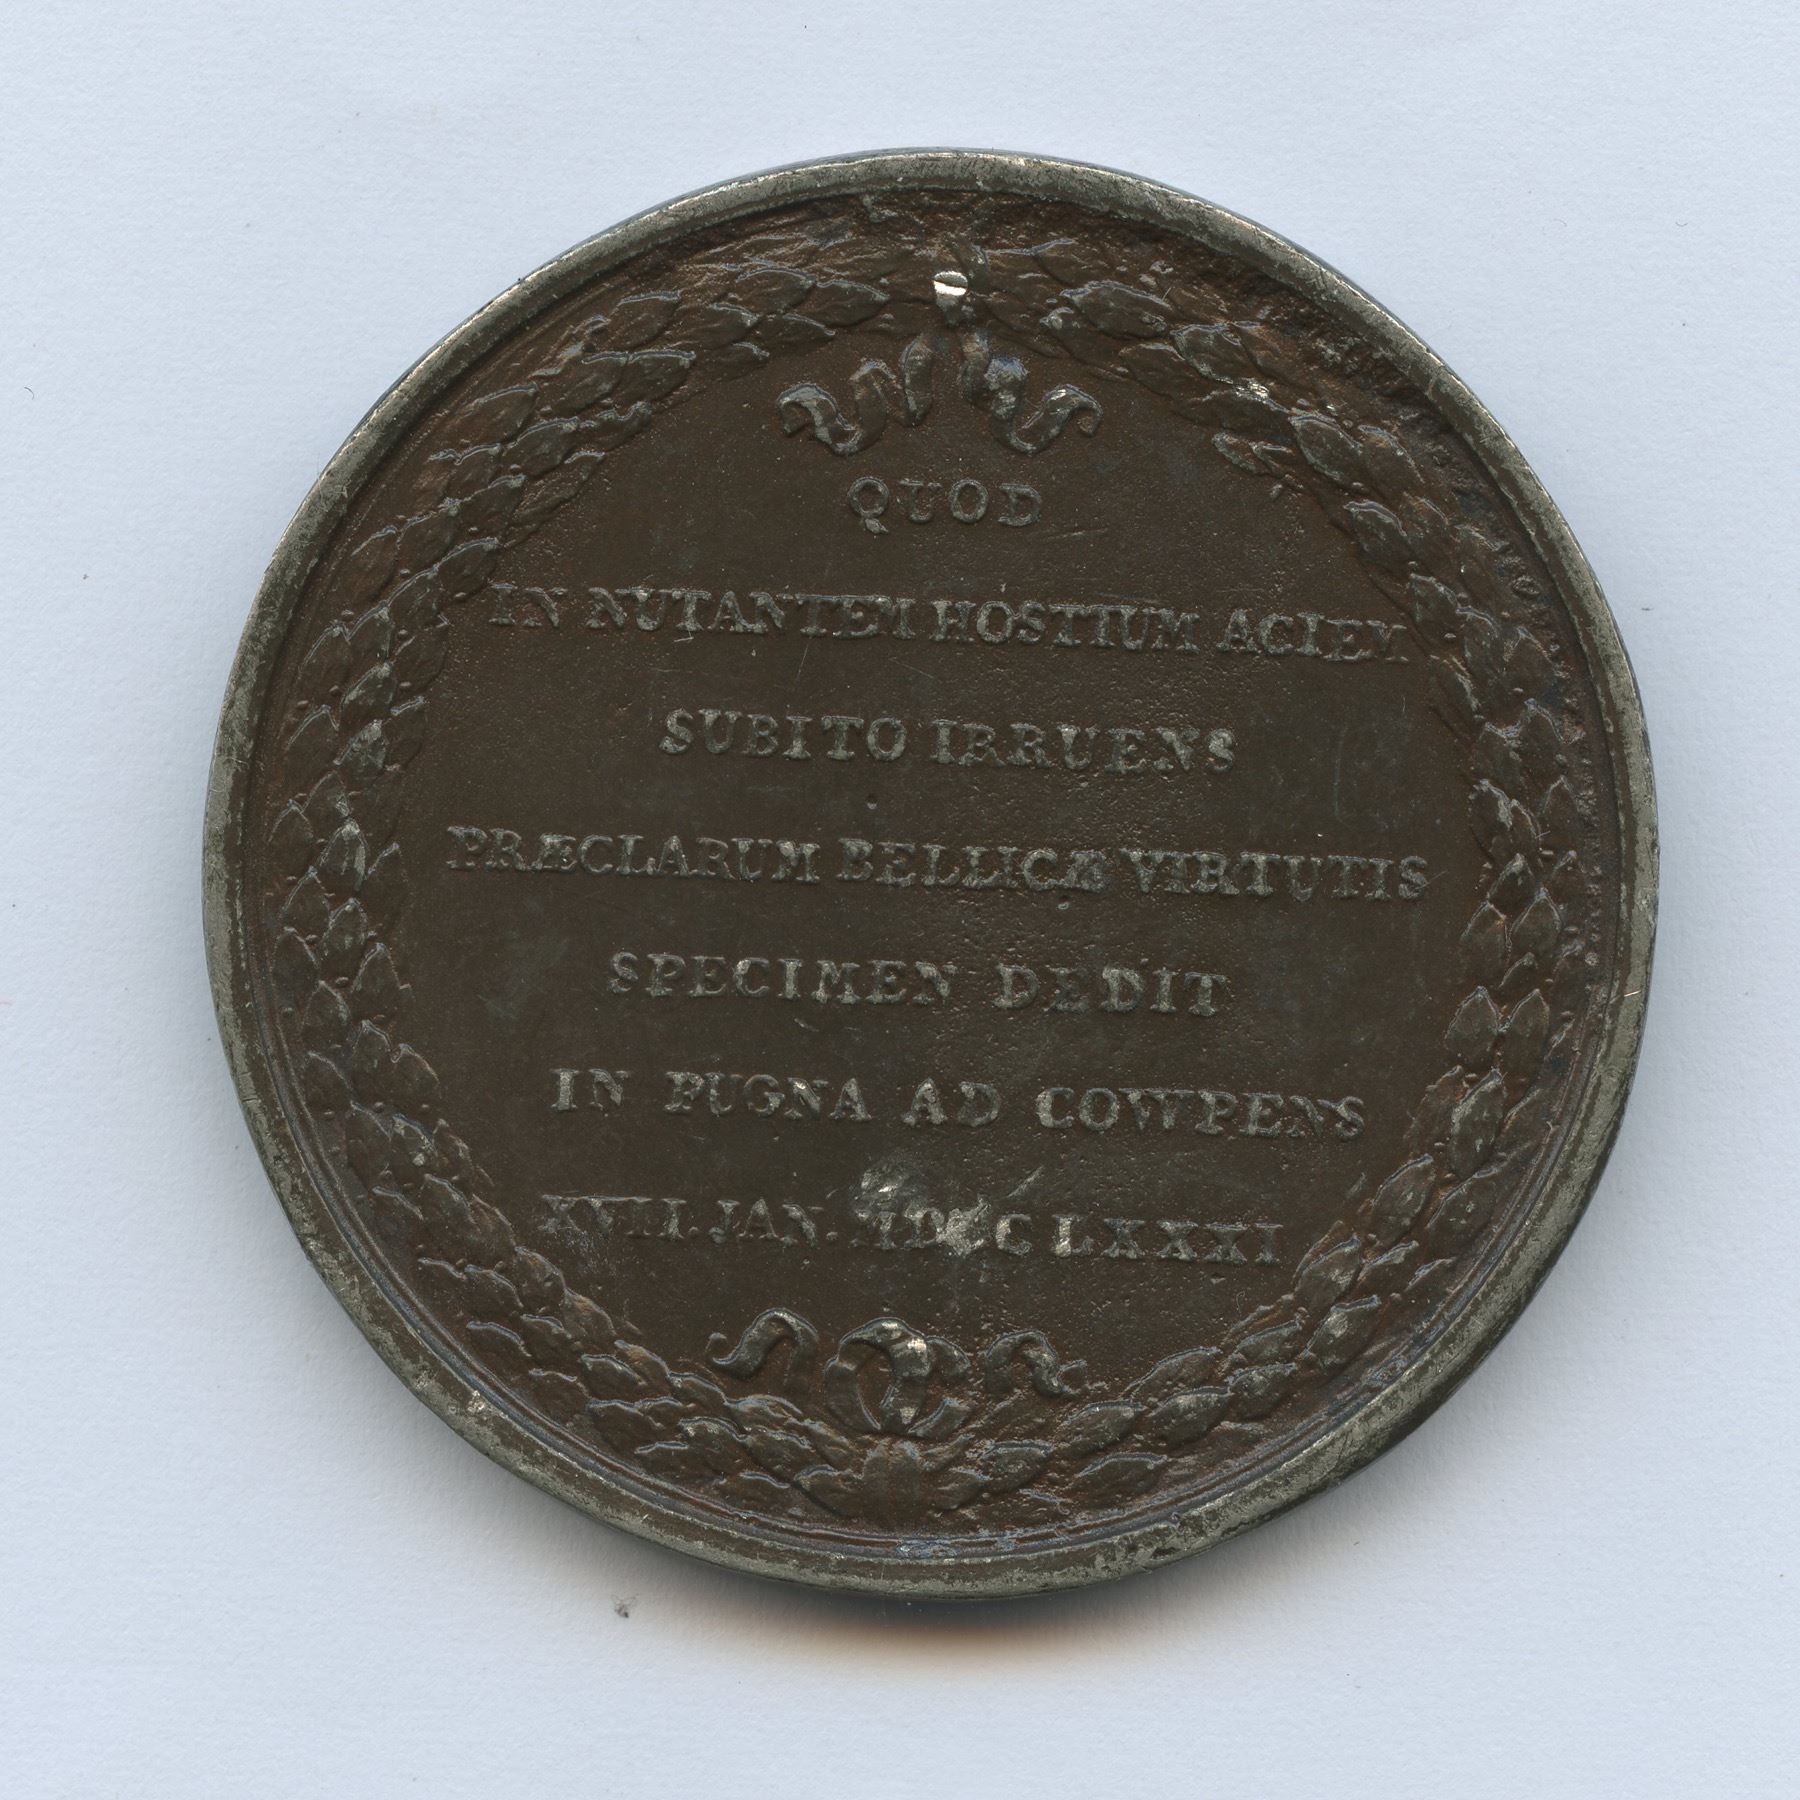 QUOD
IN NUTANTEM HOSTIUM ACIEM
SUBITO IRRUENS
PRÆCLARUM BELLICÆ VIRTUTIS
SPECIMEN DEDIT
IN PUGNA AD COWPENS
XVII. JAN. MDCCLXXXI